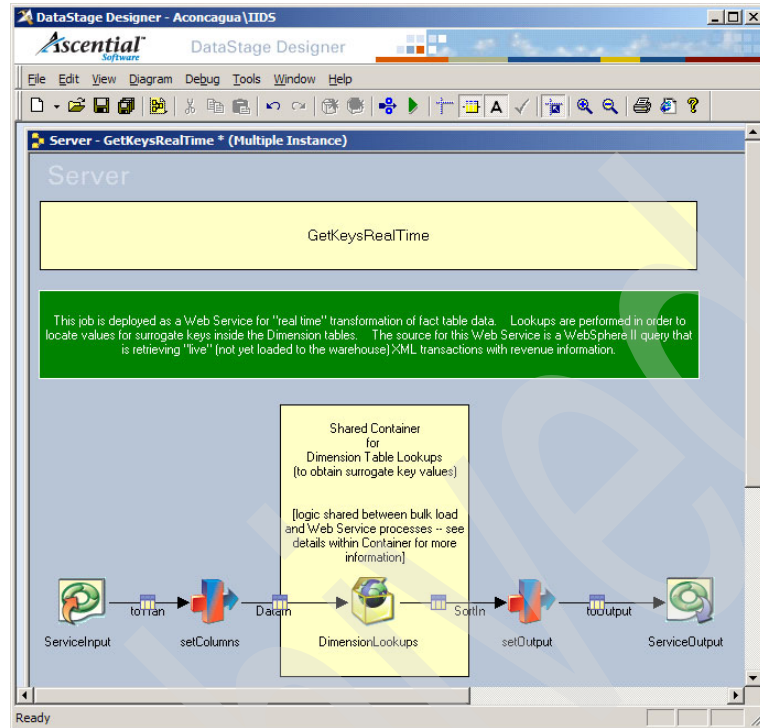 DataStage Designer - Aconcagua\IIDS
Ascential
Software
DataStage Designer
File Edit View Diagram Debug Tools Window Help
Server - GetKeysRealTime * (Multiple Instance)
Server
GetKeysRealTime
This job is deployed as a Web Service for "real time" transformation of fact table data. Lookups are performed in order to
locate values for surrogate keys inside the Dimension tables. The source for this Web Service is a WebSphere II query that
is retrieving "live" (not yet loaded to the warehouse) XML transactions with revenue information.
Shared Container
for
Dimension Table Lookups
(to obtain surrogate key values)
[logic shared between bulk load
and Web Service processes -- see
details within Container for more
information]
toTran DataIn SortIn toOutput
ServiceInput setColumns DimensionLookups setOutput ServiceOutput
Ready